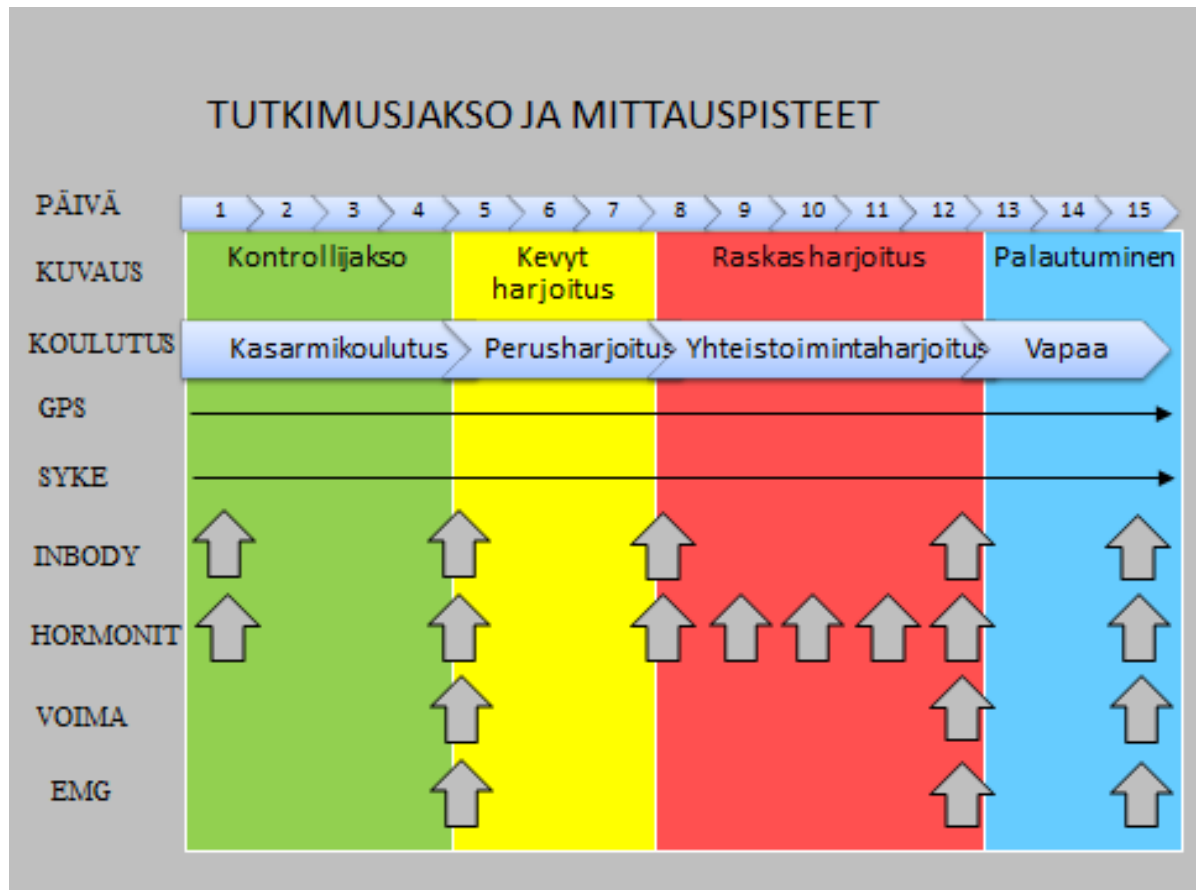 TUTKIMUSJAKSO JA MITTAUSPISTEET
PÄIVÄ 1 2 3 4 5 6 7 8 9 10 11 12 13 14 15
KUVAUS Kontrollijakso Kevyt harjoitus Raskasharjoitus Palautuminen
KOULUTUS Kasarmikoulutus Perusharjoitus Yhteistoimintaharjoitus Vapaa
GPS
SYKE
INBODY
HORMONIT
VOIMA
EMG